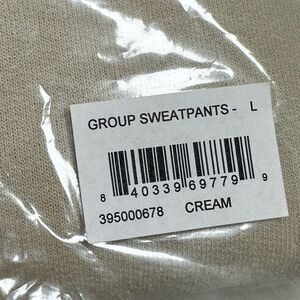 GROUP SWEATPANTS - L
8 40339 69779 9
395000678 CREAM